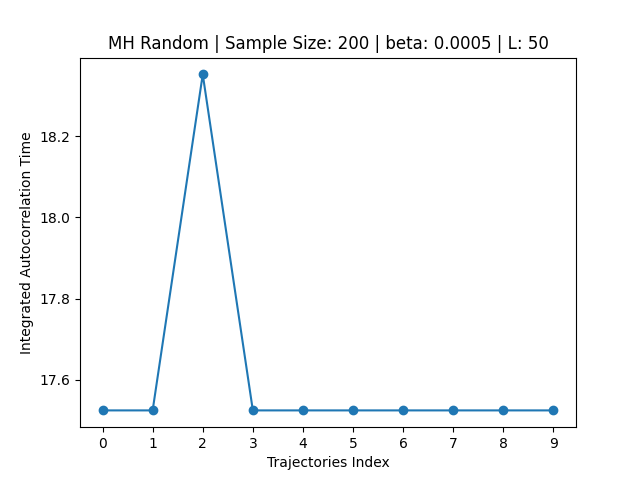 MH Random | Sample Size: 200 | beta: 0.0005 | L: 50
Integrated Autocorrelation Time
18.2
18.0
17.8
17.6
0 1 2 3 4 5 6 7 8 9
Trajectories Index